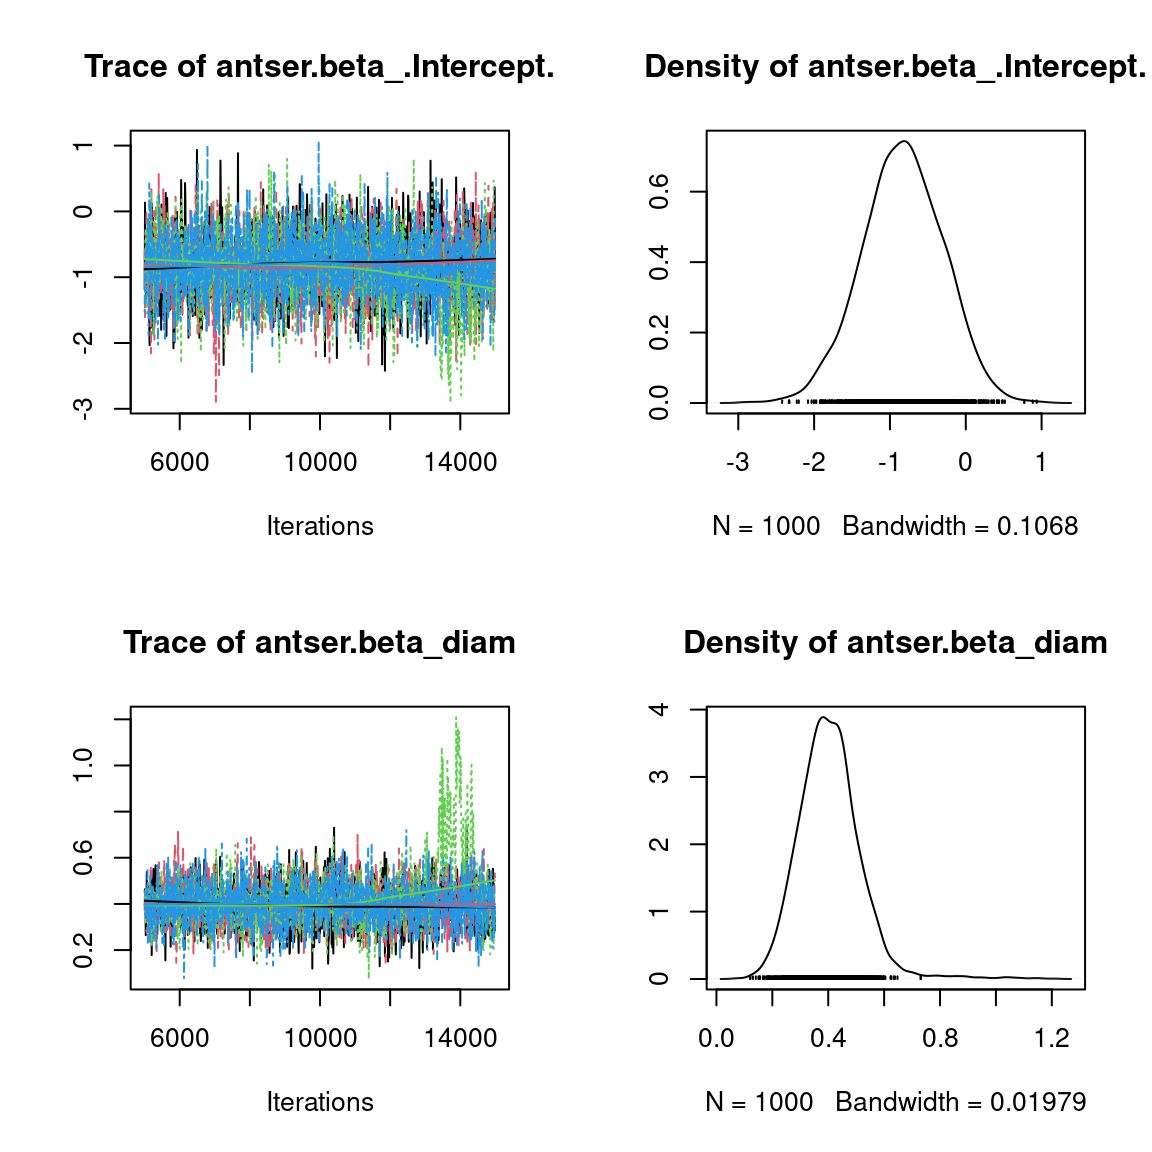 Trace of antser.beta_.Intercept.
1
0
-1
-2
-3
6000 10000 14000
Iterations
Density of antser.beta_.Intercept.
0.6
0.4
0.2
0.0
-3 -2 -1 0 1
N = 1000 Bandwidth = 0.1068
Trace of antser.beta_diam
1.0
0.6
0.2
6000 10000 14000
Iterations
Density of antser.beta_diam
4
3
2
1
0
0.0 0.4 0.8 1.2
N = 1000 Bandwidth = 0.01979